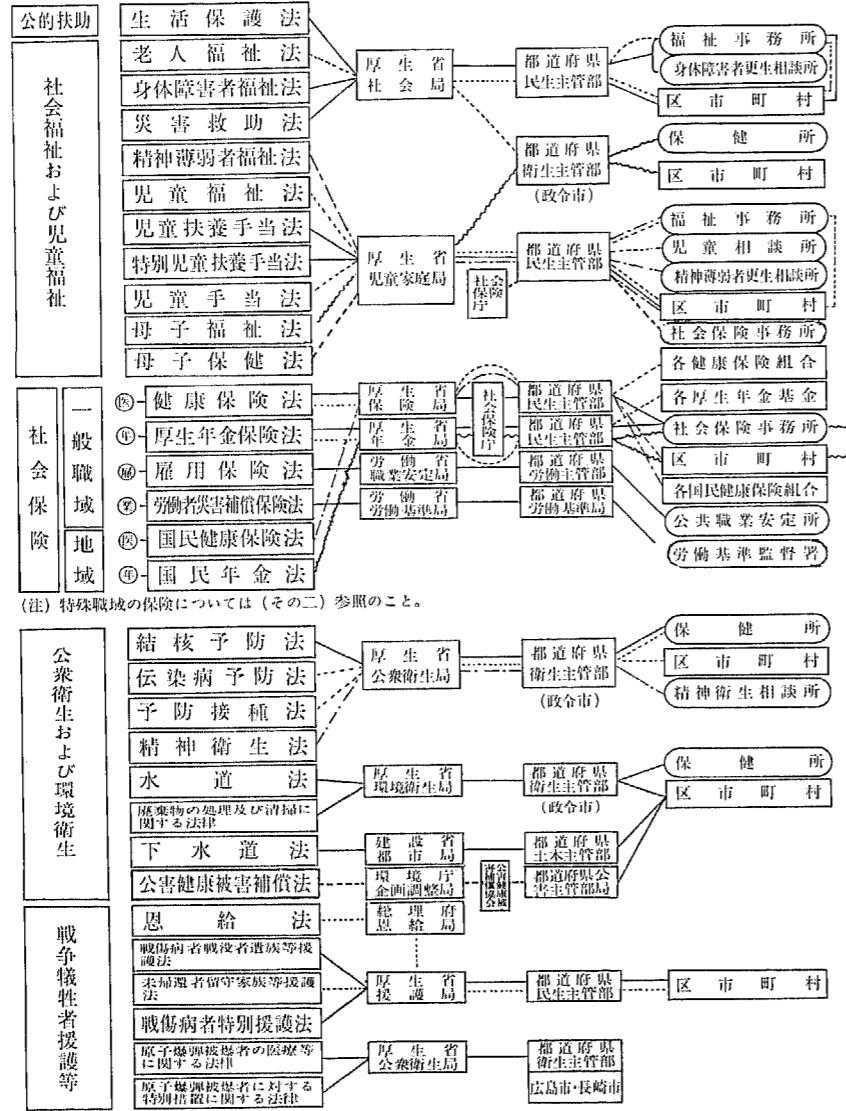 公的扶助
生活保護法
社会福祉および児童福祉
老人福祉法
身体障害者福祉法
災害救助法
精神薄弱者福祉法
児童福祉法
児童扶養手当法
特別児童扶養手当法
児童手当法
母子福祉法
母子保健法
厚生省
社会局
厚生省
児童家庭局
社会保険庁
都道府県
民生主管部
都道府県
衛生主管部
(政令市)
都道府県
民生主管部
福祉事務所
身体障害者更生相談所
区市町村
保健所
区市町村
福祉事務所
児童相談所
精神薄弱者更生相談所
区市町村
社会保険事務所
社会保険
一般職域
地域
医
健康保険法
年
厚生年金保険法
雇
雇用保険法
業
労働者災害補償保険法
医
国民健康保険法
年
国民年金法
厚生省
保険局
厚生省
年金局
労働省
職業安定局
労働省
労働基準局
社会保険庁
都道府県
民生主管部
都道府県
民生主管部
都道府県
労働主管部
都道府県
労働基準局
各健康保険組合
各厚生年金基金
社会保険事務所
区市町村
各国民健康保険組合
公共職業安定所
労働基準監督署
(注) 特殊職域の保険については(その二)参照のこと。
公衆衛生および環境衛生
結核予防法
伝染病予防法
予防接種法
精神衛生法
水道法
廃棄物の処理及び清掃に
関する法律
下水道法
公害健康被害補償法
厚生省
公衆衛生局
厚生省
環境衛生局
建設省
都市局
環境庁
企画調整局
公害健康被
害補償協会
都道府県
衛生主管部
(政令市)
都道府県
衛生主管部
(政令市)
都道府県
土木主管部
都道府県公
害主管部局
保健所
区市町村
精神衛生相談所
保健所
区市町村
戦争犠牲者援護等
恩給法
戦傷病者戦没者遺族等援
護法
未帰還者留守家族等援護
法
戦傷病者特別援護法
原子爆弾被爆者の医療等
に関する法律
原子爆弾被爆者に対する
特別措置に関する法律
総理府
恩給局
厚生省
援護局
厚生省
公衆衛生局
都道府県
民生主管部
都道府県
衛生主管部
広島市・長崎市
区市町村